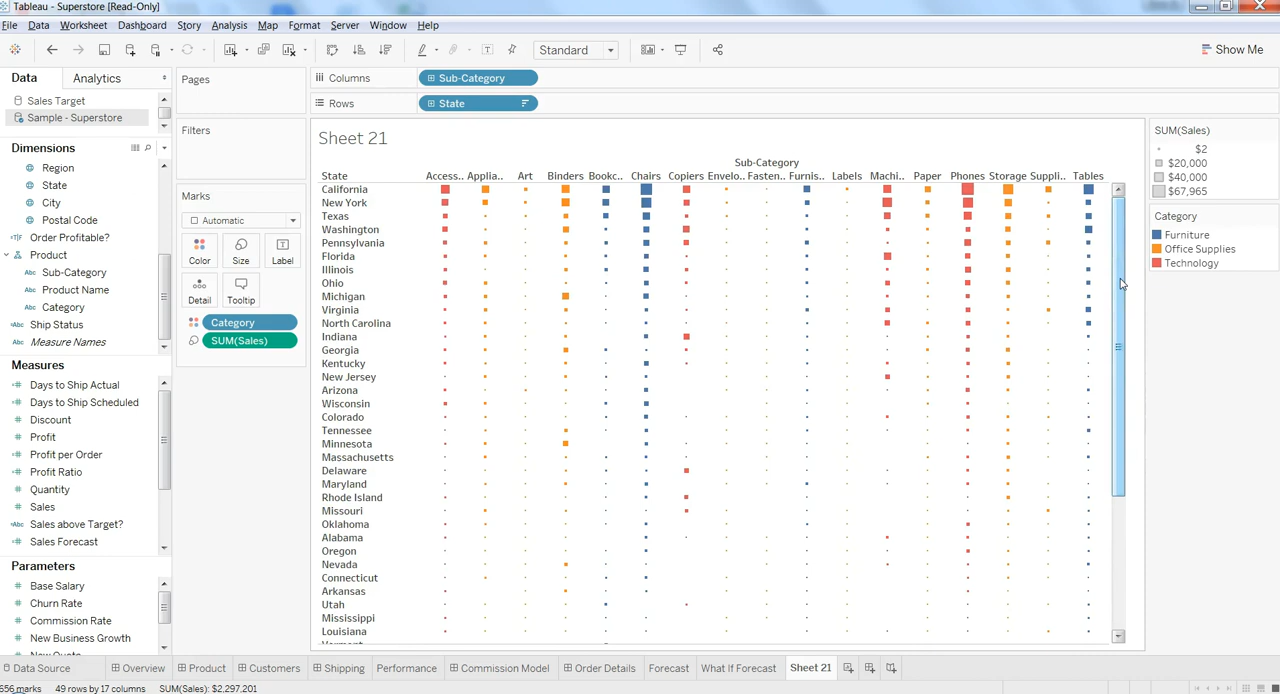 Tableau - Superstore [Read-Only]
File Data Worksheet Dashboard Story Analysis Map Format Server Window Help
Standard
Show Me
Data Analytics
Sales Target
Sample - Superstore
Dimensions
Region
State
City
Postal Code
Order Profitable?
Product
Abc Sub-Category
Abc Product Name
Abc Category
Abc Ship Status
Abc Measure Names
Measures
# Days to Ship Actual
# Days to Ship Scheduled
# Discount
# Profit
# Profit per Order
# Profit Ratio
# Quantity
# Sales
Abc Sales above Target?
# Sales Forecast
Parameters
# Base Salary
# Churn Rate
# Commission Rate
# New Business Growth
# New Quota
Pages
Filters
Marks
Automatic
Color Size Label
Detail Tooltip
Category
SUM(Sales)
Columns Sub-Category
Rows State
Sheet 21
Sub-Category
State Access.. Applia.. Art Binders Bookc.. Chairs Copiers Envelo.. Fasten.. Furnis.. Labels Machi.. Paper Phones Storage Suppli.. Tables
California
New York
Texas
Washington
Pennsylvania
Florida
Illinois
Ohio
Michigan
Virginia
North Carolina
Indiana
Georgia
Kentucky
New Jersey
Arizona
Wisconsin
Colorado
Tennessee
Minnesota
Massachusetts
Delaware
Maryland
Rhode Island
Missouri
Oklahoma
Alabama
Oregon
Nevada
Connecticut
Arkansas
Utah
Mississippi
Louisiana
Vermont
SUM(Sales)
$2
$20,000
$40,000
$67,965
Category
Furniture
Office Supplies
Technology
Data Source Overview Product Customers Shipping Performance Commission Model Order Details Forecast What If Forecast Sheet 21
556 marks 49 rows by 17 columns SUM(Sales): $2,297,201